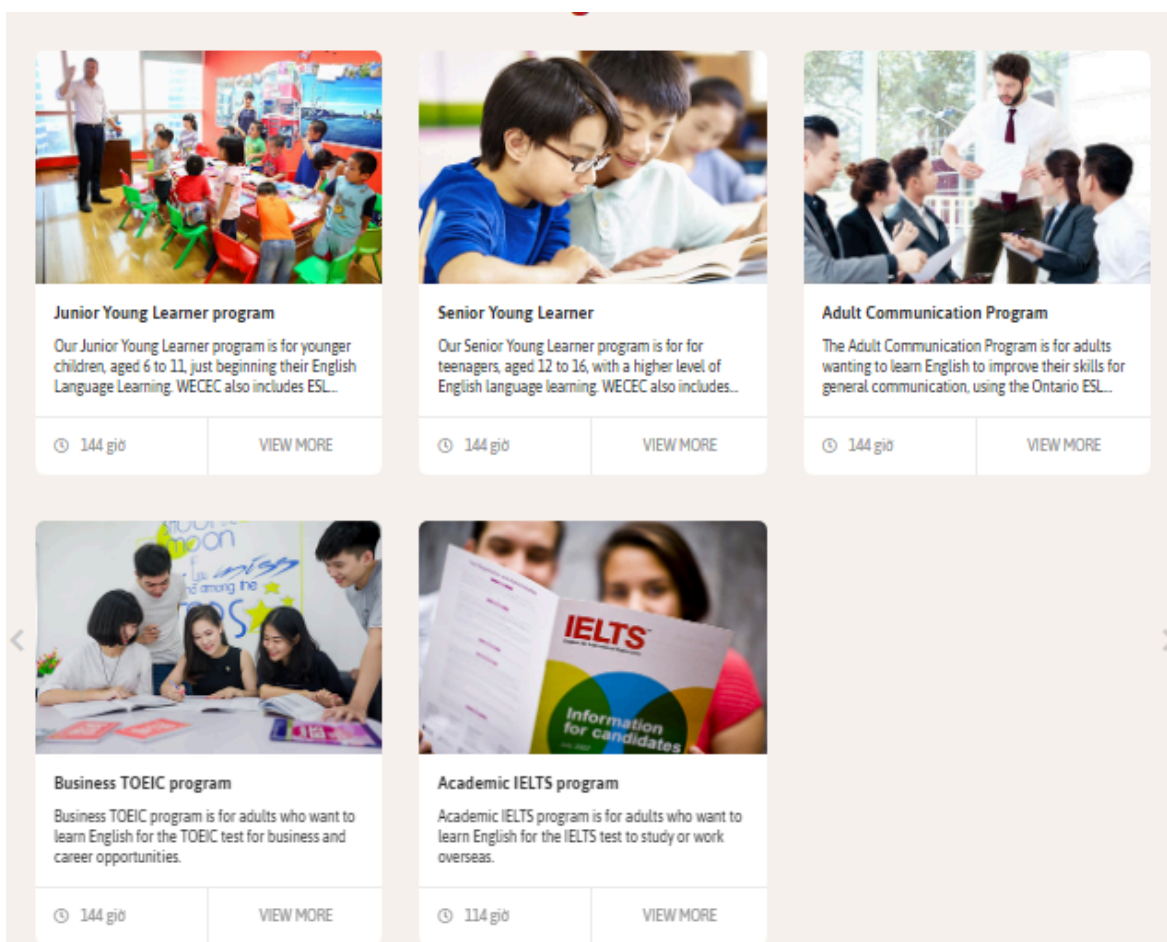 Junior Young Learner program
Our Junior Young Learner program is for younger
children, aged 6 to 11, just beginning their English
Language Learning. WECEC also includes ESL...
144 giờ
VIEW MORE
Senior Young Learner
Our Senior Young Learner program is for for
teenagers, aged 12 to 16, with a higher level of
English language learning. WECEC also includes...
144 giờ
VIEW MORE
Adult Communication Program
The Adult Communication Program is for adults
wanting to learn English to improve their skills for
general communication, using the Ontario ESL...
144 giờ
VIEW MORE
moon
miss
among the
Business TOEIC program
Business TOEIC program is for adults who want to
learn English for the TOEIC test for business and
career opportunities.
144 giờ
VIEW MORE
IELTS
Information
for candidates
Academic IELTS program
Academic IELTS program is for adults who want to
learn English for the IELTS test to study or work
overseas.
114 giờ
VIEW MORE